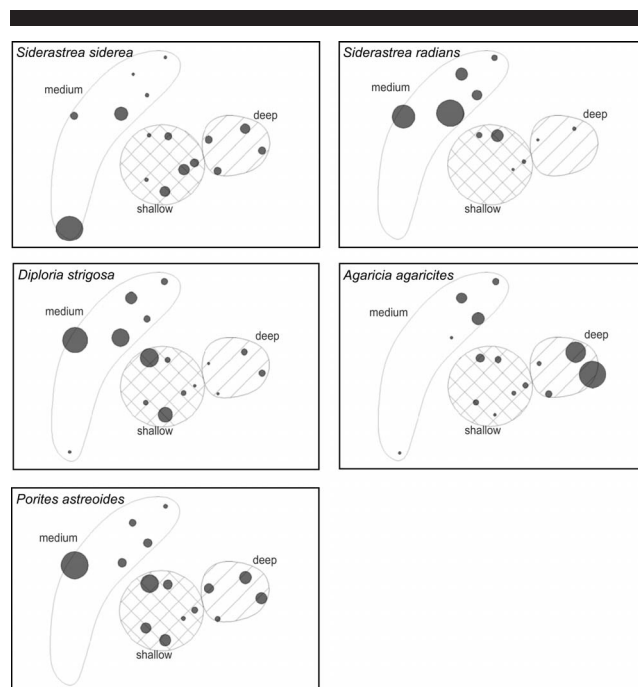 Siderastrea siderea
medium
deep
shallow
Siderastrea radians
medium
deep
shallow
Diploria strigosa
medium
deep
shallow
Agaricia agaricites
medium
deep
shallow
Porites astreoides
medium
deep
shallow